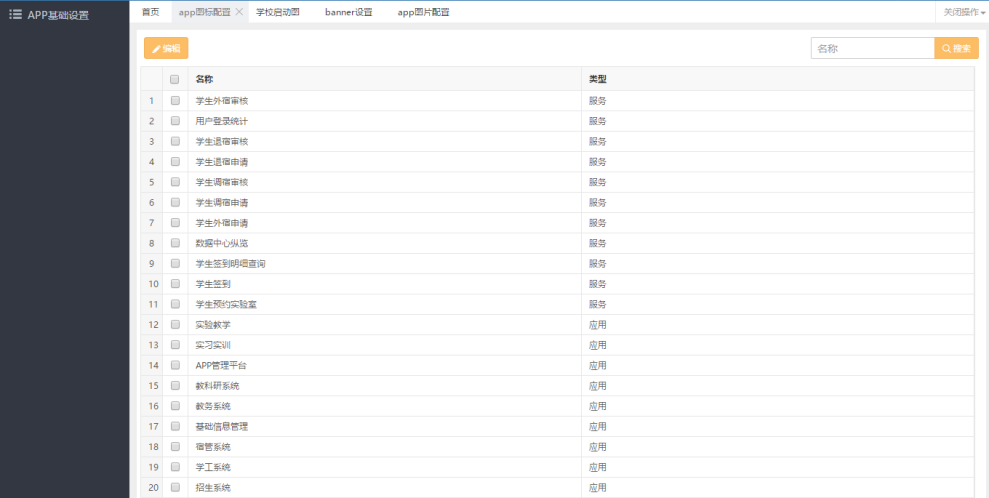 APP基础设置
首页 app图标配置 学校启动图 banner设置 app图片配置 关闭操作
编辑 名称 搜索
名称 类型
1 学生外宿审核 服务
2 用户登录统计 服务
3 学生退宿审核 服务
4 学生退宿申请 服务
5 学生调宿审核 服务
6 学生调宿申请 服务
7 学生外宿申请 服务
8 数据中心纵览 服务
9 学生签到明细查询 服务
10 学生签到 服务
11 学生预约实验室 服务
12 实验教学 应用
13 实习实训 应用
14 APP管理平台 应用
15 教科研系统 应用
16 教务系统 应用
17 基础信息管理 应用
18 宿管系统 应用
19 学工系统 应用
20 招生系统 应用